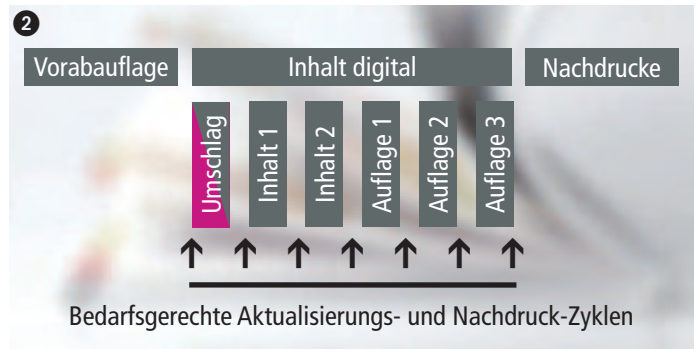 2
Vorabauflage
Inhalt digital
Nachdrucke
Umschlag
Inhalt 1
Inhalt 2
Auflage 1
Auflage 2
Auflage 3
Bedarfsgerechte Aktualisierungs- und Nachdruck-Zyklen